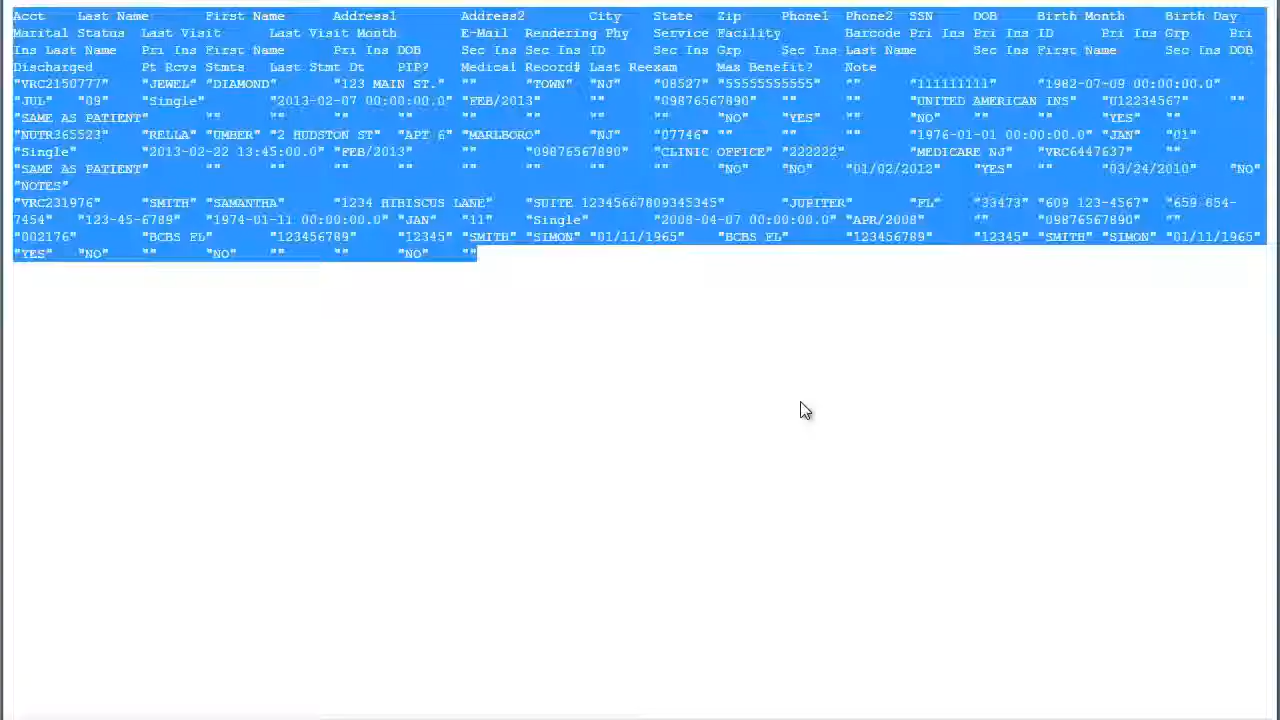 Acct Last Name First Name Address1 Address2 City State Zip Phone1 Phone2 SSN DOB Birth Month Birth Day
Marital Status Last Visit Last Visit Month E-Mail Rendering Phy Service Facility Barcode Pri Ins Pri Ins ID Pri Ins Grp Pri
Ins Last Name Pri Ins First Name Pri Ins DOB Sec Ins Sec Ins ID Sec Ins Grp Sec Ins Last Name Sec Ins First Name Sec Ins DOB
Discharged Pt Rcvs Stmts Last Stmt Dt PIP? Medical Record# Last Reexam Max Benefit? Note
"VRC2150777" "JEWEL" "DIAMOND" "123 MAIN ST." "" "TOWN" "NJ" "08527" "55555555555" "" "111111111" "1982-07-09 00:00:00.0"
"JUL" "09" "Single" "2013-02-07 00:00:00.0" "FEB/2013" "" "09876567890" "" "" "UNITED AMERICAN INS" "U12234567" ""
"SAME AS PATIENT" "" "" "" "" "" "" "" "NO" "YES" "" "NO" "" "" "YES" ""
"NUTR365523" "RELLA" "UMBER" "2 HUDSTON ST" "APT 6" "MARLBORO" "NJ" "07746" "" "" "" "1976-01-01 00:00:00.0" "JAN" "01"
"Single" "2013-02-22 13:45:00.0" "FEB/2013" "" "09876567890" "CLINIC OFFICE" "222222" "MEDICARE NJ" "VRC6447637" ""
"SAME AS PATIENT" "" "" "" "" "" "" "" "NO" "NO" "01/02/2012" "YES" "" "03/24/2010" "NO"
"NOTES"
"VRC231976" "SMITH" "SAMANTHA" "1234 HIBISCUS LANE" "SUITE 12345667809345345" "JUPITER" "FL" "33473" "609 123-4567" "659 854-
7454" "123-45-6789" "1974-01-11 00:00:00.0" "JAN" "11" "Single" "2008-04-07 00:00:00.0" "APR/2008" "" "09876567890" ""
"002176" "BCBS FL" "123456789" "12345" "SMITH" "SIMON" "01/11/1965" "BCBS FL" "123456789" "12345" "SMITH" "SIMON" "01/11/1965"
"YES" "NO" "" "NO" "" "" "NO" ""